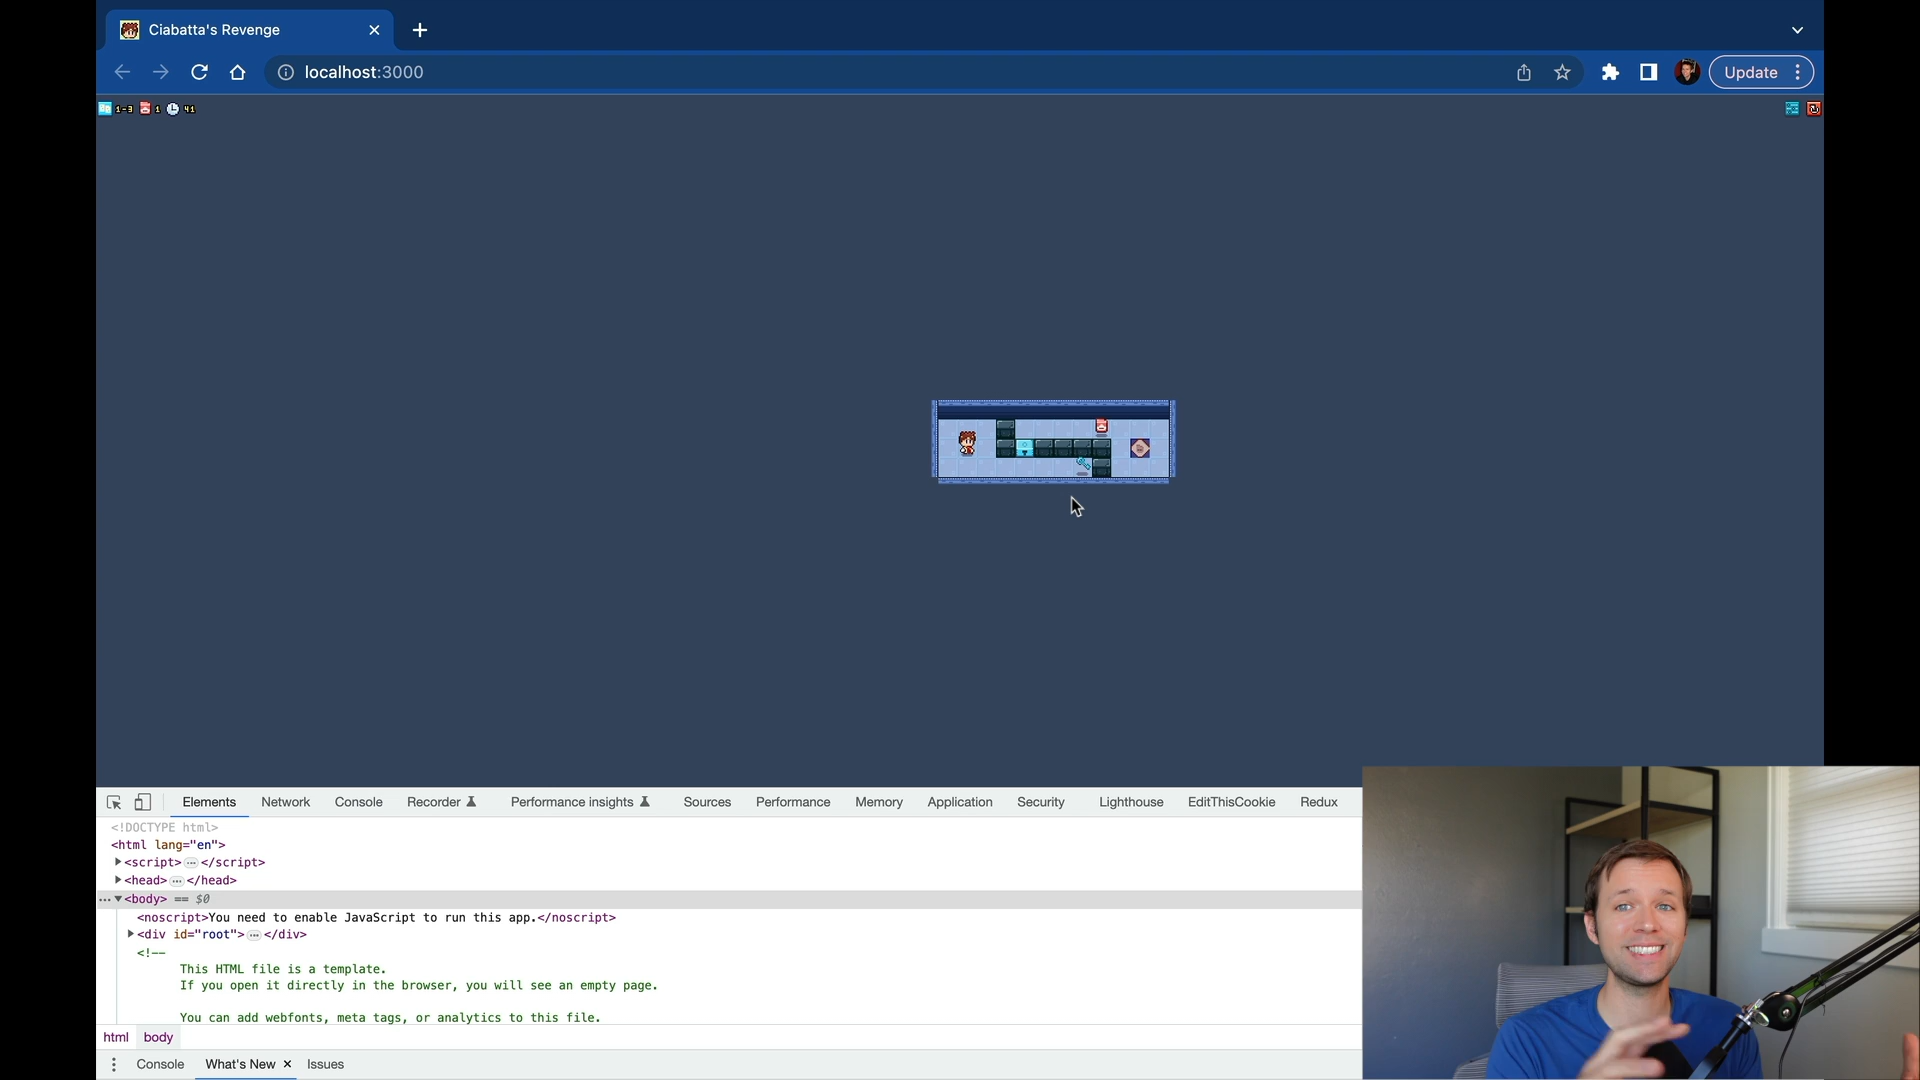 Ciabatta's Revenge
localhost:3000
Update
1-3 1 41
Elements Network Console Recorder Performance insights Sources Performance Memory Application Security Lighthouse EditThisCookie Redux
<!DOCTYPE html>
<html lang="en">
<script>…</script>
<head>…</head>
<body> == $0
<noscript>You need to enable JavaScript to run this app.</noscript>
<div id="root">…</div>
<!--
This HTML file is a template.
If you open it directly in the browser, you will see an empty page.
You can add webfonts, meta tags, or analytics to this file.
html body
Console What's New Issues